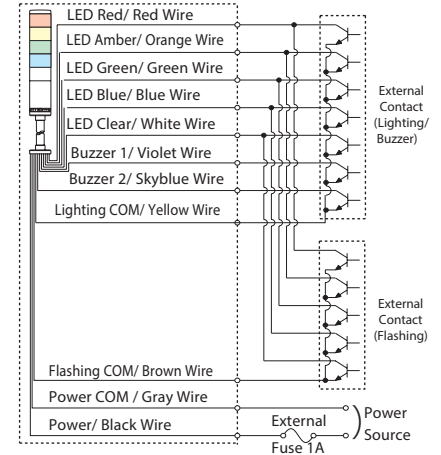 LED Red/ Red Wire
LED Amber/ Orange Wire
LED Green/ Green Wire
LED Blue/ Blue Wire
LED Clear/ White Wire
Buzzer 1/ Violet Wire
Buzzer 2/ Skyblue Wire
Lighting COM/ Yellow Wire
External
Contact
(Lighting/
Buzzer)
External
Contact
(Flashing)
Flashing COM/ Brown Wire
Power COM / Gray Wire
Power/ Black Wire
External
Fuse 1A
Power
Source